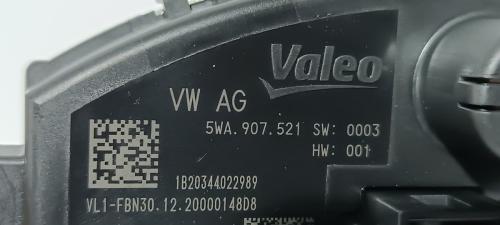 Valeo
VW AG
5WA.907.521 SW: 0003
HW: 001
1B20344022989
VL1-FBN30.12.20000148D8